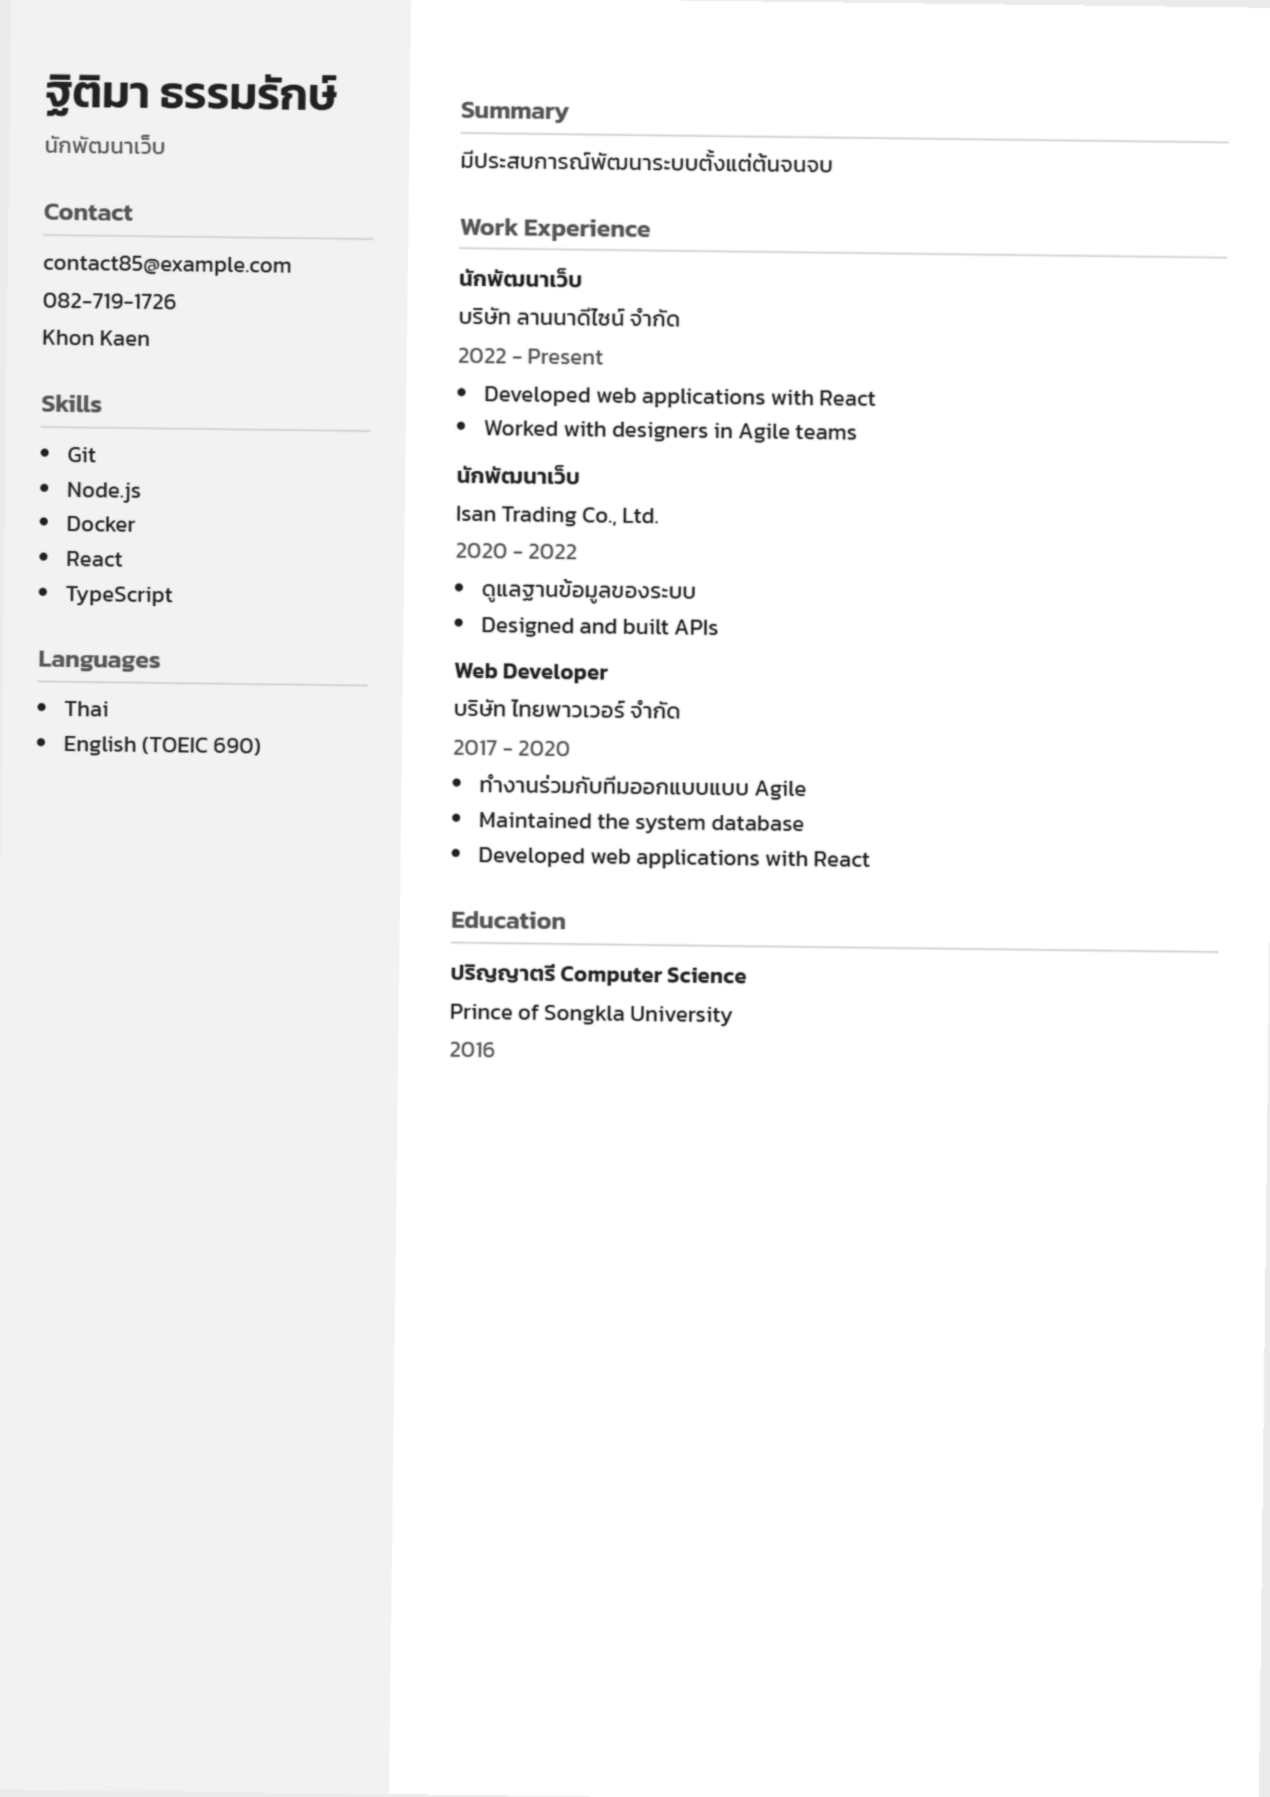 ฐิติมา ธรรมรักษ์
นักพัฒนาเว็บ
Contact
contact85@example.com
082-719-1726
Khon Kaen
Skills
• Git
• Node.js
• Docker
• React
• TypeScript
Languages
• Thai
• English (TOEIC 690)
Summary
มีประสบการณ์พัฒนาระบบตั้งแต่ต้นจนจบ
Work Experience
นักพัฒนาเว็บ
บริษัท ลานนาดีไซน์ จำกัด
2022 - Present
• Developed web applications with React
• Worked with designers in Agile teams
นักพัฒนาเว็บ
Isan Trading Co., Ltd.
2020 - 2022
• ดูแลฐานข้อมูลของระบบ
• Designed and built APIs
Web Developer
บริษัท ไทยพาวเวอร์ จำกัด
2017 - 2020
• ทำงานร่วมกับทีมออกแบบแบบ Agile
• Maintained the system database
• Developed web applications with React
Education
ปริญญาตรี Computer Science
Prince of Songkla University
2016